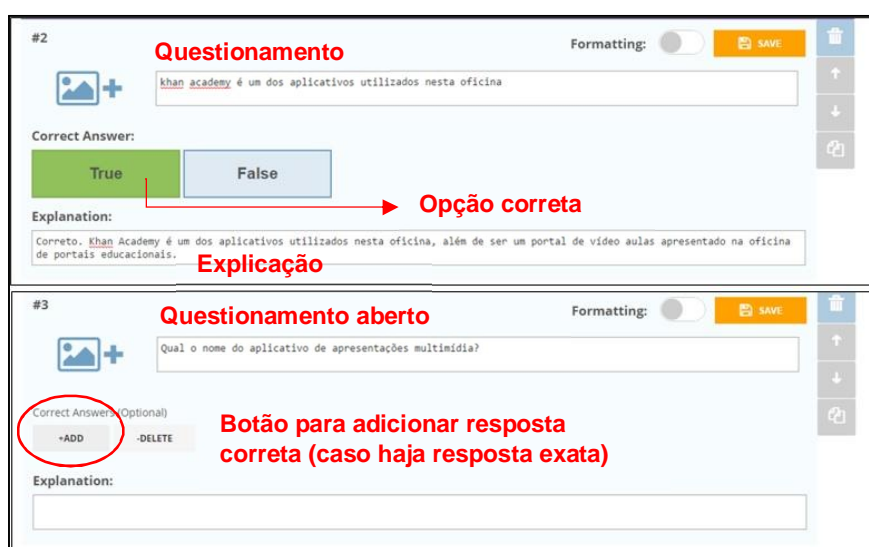 #2
Questionamento
Formatting:
SAVE
khan academy é um dos aplicativos utilizados nesta oficina
Correct Answer:
True
False
Opção correta
Explanation:
Correto. Khan Academy é um dos aplicativos utilizados nesta oficina, além de ser um portal de vídeo aulas apresentado na oficina
de portais educacionais.
Explicação
#3
Questionamento aberto
Formatting:
SAVE
Qual o nome do aplicativo de apresentações multimídia?
Correct Answers (Optional)
+ADD
-DELETE
Botão para adicionar resposta
correta (caso haja resposta exata)
Explanation: